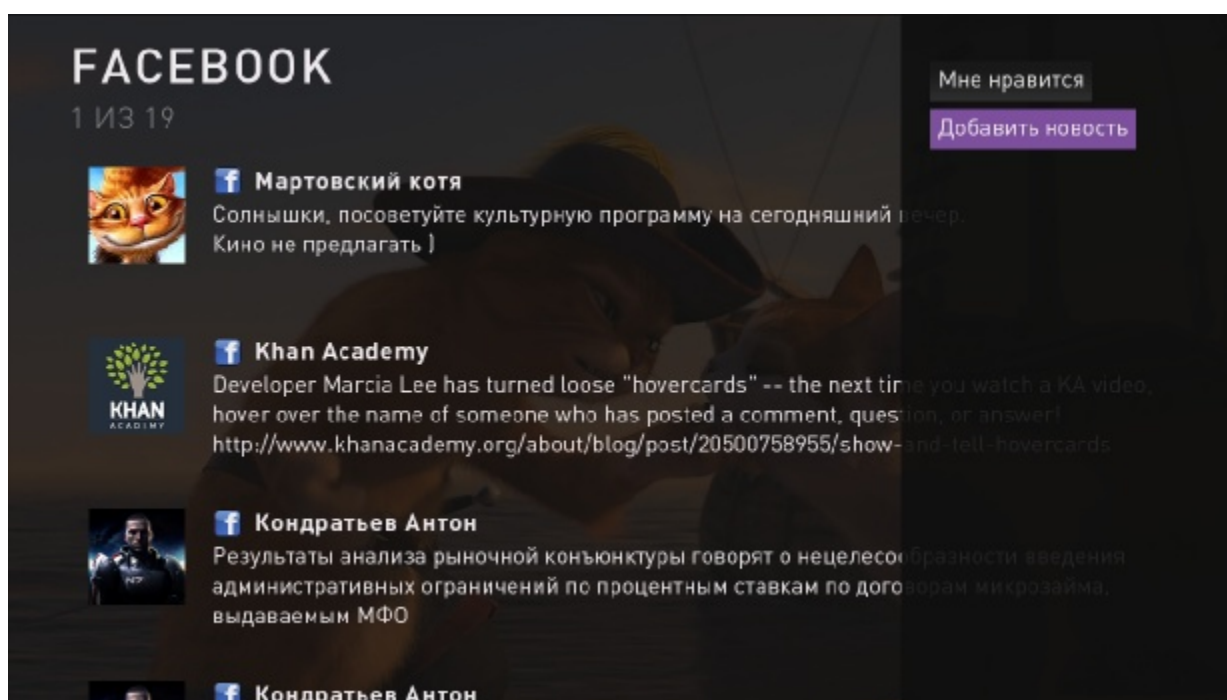 FACEBOOK
1 ИЗ 19
Мне нравится
Добавить новость
Мартовский котя
Солнышки, посоветуйте культурную программу на сегодняшний вечер.
Кино не предлагать )
KHAN
ACADEMY
Khan Academy
Developer Marcia Lee has turned loose "hovercards" -- the next time you watch a KA video,
hover over the name of someone who has posted a comment, question, or answer!
http://www.khanacademy.org/about/blog/post/20500758955/show-and-tell-hovercards
N7
Кондратьев Антон
Результаты анализа рыночной конъюнктуры говорят о нецелесообразности введения
административных ограничений по процентным ставкам по договорам микрозайма,
выдаваемым МФО
Кондратьев Антон